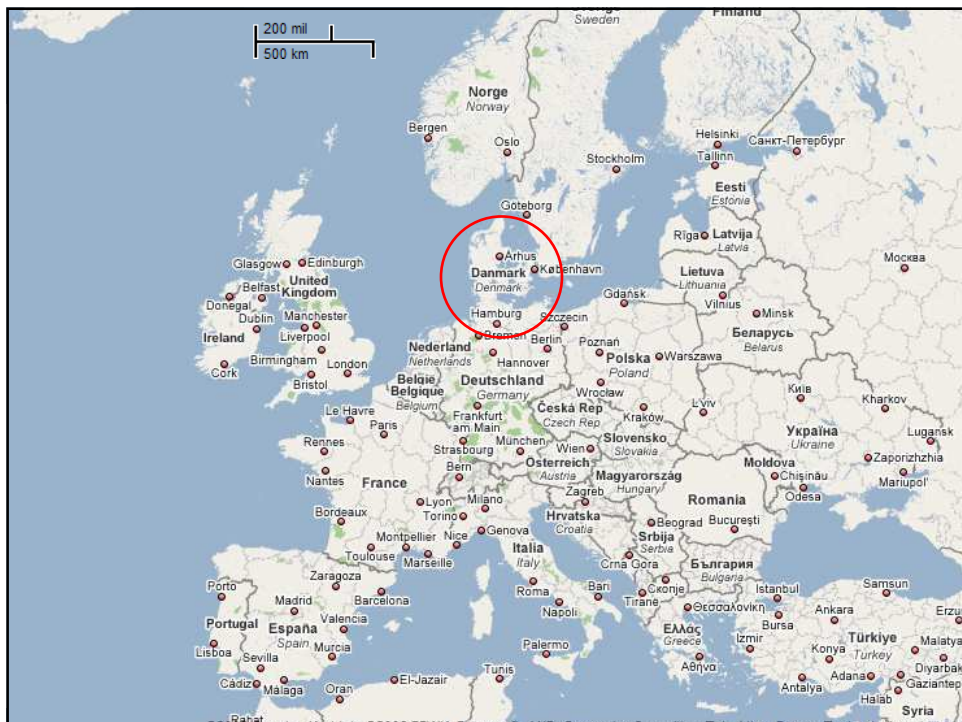 Sverige
Sweden
Finland
200 mil
500 km
Norge
Norway
Bergen
Oslo
Helsinki
Санкт-Петербург
Tallinn
Stockholm
Eesti
Estonia
Göteborg
Rīga
Latvija
Latvia
Москва
Århus
Glasgow
Edinburgh
Danmark
Denmark
København
Lietuva
Lithuania
United
Kingdom
Belfast
Donegal
Vilnius
Gdańsk
Minsk
Dublin
Manchester
Hamburg
Szczecin
Беларусь
Belarus
Ireland
Liverpool
Bremen
Nederland
Netherlands
Berlin
Poznań
Birmingham
Hannover
Polska
Poland
Warszawa
Cork
London
Bristol
België
Belgique
Belgium
Deutschland
Germany
Wrocław
Київ
Le Havre
Paris
Frankfurt
am Main
Česká Rep
Czech Rep
Kraków
L'viv
Kharkov
Україна
Ukraine
Lugansk
Rennes
Strasbourg
München
Wien
Slovensko
Slovakia
Zaporizhzhia
Nantes
Bern
Österreich
Austria
Magyarország
Hungary
Moldova
Chişinău
Mariupol'
France
Odesa
Lyon
Milano
Zagreb
Romania
Torino
Bordeaux
Genova
Hrvatska
Croatia
Beograd
Bucureşti
Montpellier
Nice
Italia
Italy
Srbija
Serbia
Toulouse
Marseille
Crna Gora
България
Bulgaria
Zaragoza
Скопје
Samsun
Porto
Barcelona
Roma
Bari
Tiranë
Istanbul
Madrid
Napoli
Θεσσαλονίκη
Ankara
Erzu
Portugal
Valencia
Bursa
España
Spain
Ελλάς
Greece
Izmir
Türkiye
Turkey
Malatya
Lisboa
Murcia
Palermo
Αθήνα
Konya
Diyarbak
Sevilla
Cádiz
Málaga
El-Jazair
Tunis
Antalya
Adana
Gaziantep
Oran
Halab
Rabat
Syria